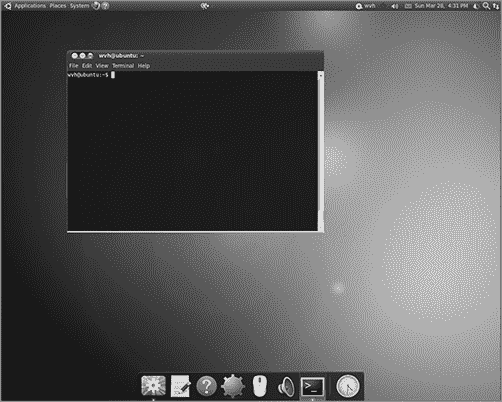 Applications Places System
wvh
Sun Mar 28, 4:31 PM
wvh@ubuntu: ~
File Edit View Terminal Help
wvh@ubuntu:~$
>_